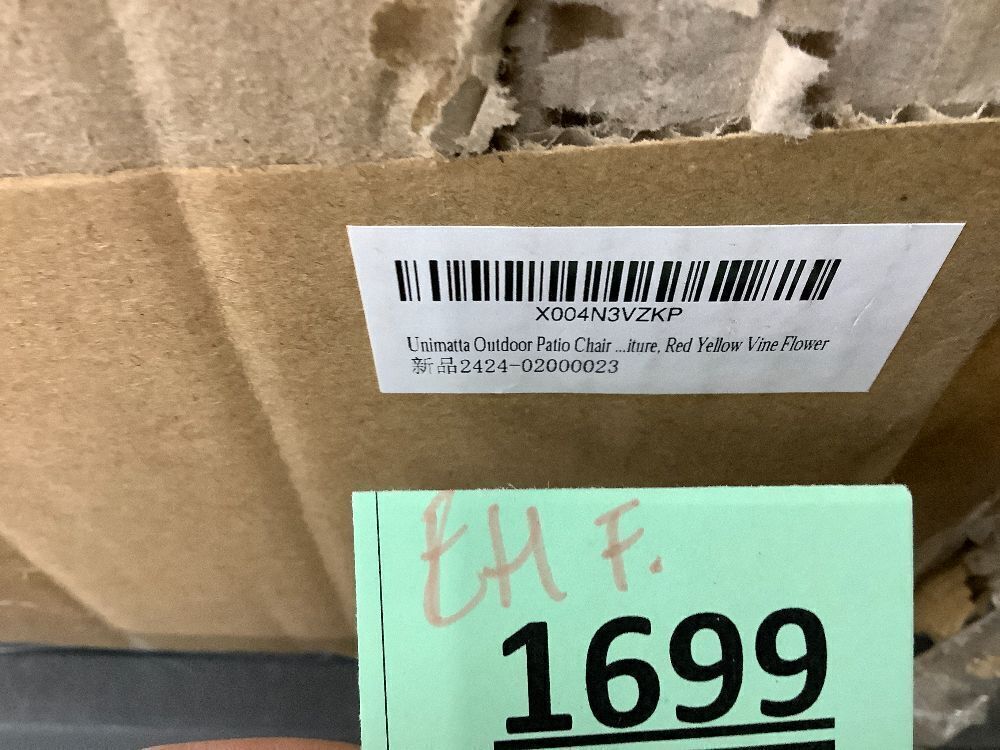 X004N3VZKP
Unimatta Outdoor Patio Chair ...iture, Red Yellow Vine Flower
新品2424-02000023
EH F.
1699